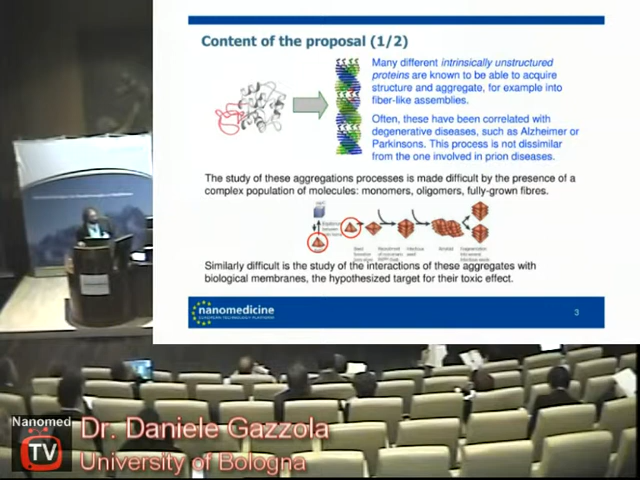 Content of the proposal (1/2)
Many different intrinsically unstructured
proteins are known to be able to acquire
structure and aggregate, for example into
fiber-like assemblies.
Often, these have been correlated with
degenerative diseases, such as Alzheimer or
Parkinsons. This process is not dissimilar
from the one involved in prion diseases.
The study of these aggregations processes is made difficult by the presence of a
complex population of molecules: monomers, oligomers, fully-grown fibres.
Similarly difficult is the study of the interactions of these aggregates with
biological membranes, the hypothesized target for their toxic effect.
nanomedicine
EUROPEAN TECHNOLOGY PLATFORM
3
Nanomed
TV
Dr. Daniele Gazzola
University of Bologna